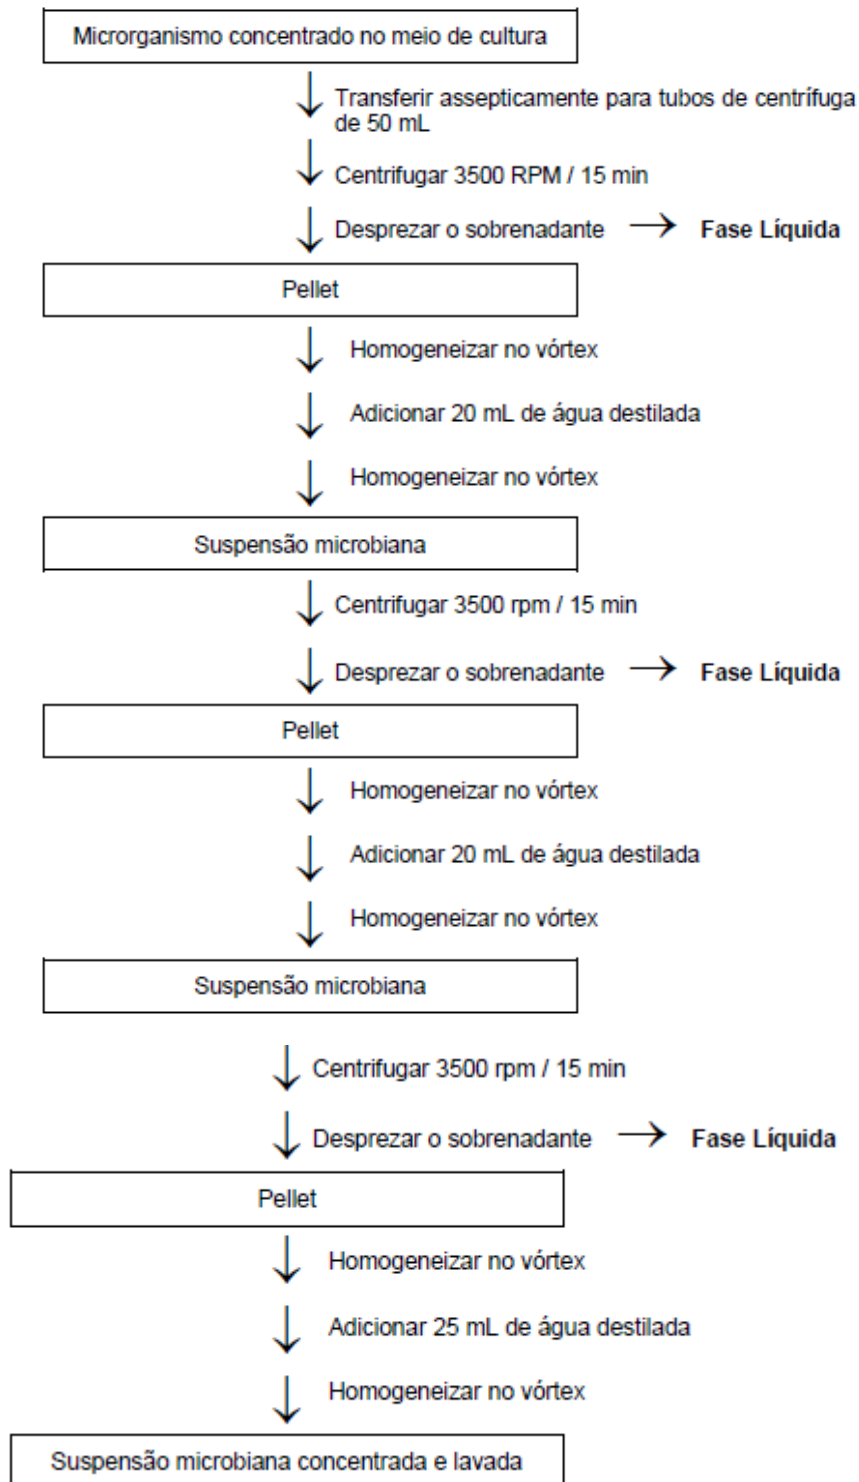 Microrganismo concentrado no meio de cultura
Transferir assepticamente para tubos de centrífuga
de 50 mL
Centrifugar 3500 RPM / 15 min
Desprezar o sobrenadante → Fase Líquida
Pellet
Homogeneizar no vórtex
Adicionar 20 mL de água destilada
Homogeneizar no vórtex
Suspensão microbiana
Centrifugar 3500 rpm / 15 min
Desprezar o sobrenadante → Fase Líquida
Pellet
Homogeneizar no vórtex
Adicionar 20 mL de água destilada
Homogeneizar no vórtex
Suspensão microbiana
Centrifugar 3500 rpm / 15 min
Desprezar o sobrenadante → Fase Líquida
Pellet
Homogeneizar no vórtex
Adicionar 25 mL de água destilada
Homogeneizar no vórtex
Suspensão microbiana concentrada e lavada